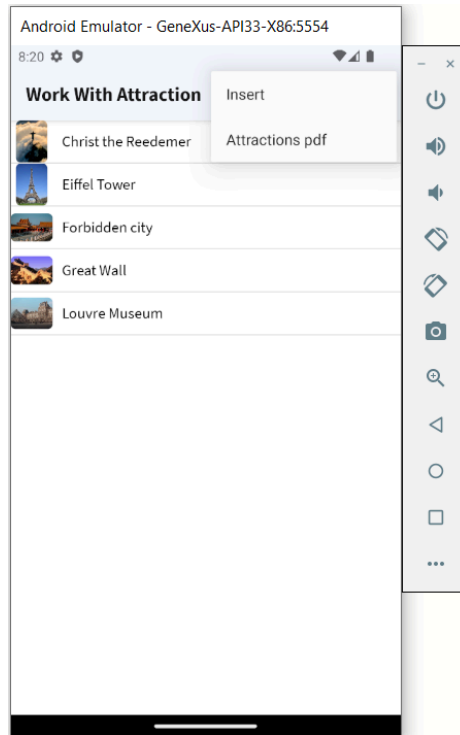 Android Emulator - GeneXus-API33-X86:5554
8:20
Work With Attraction
Insert
Attractions pdf
Christ the Reedemer
Eiffel Tower
Forbidden city
Great Wall
Louvre Museum